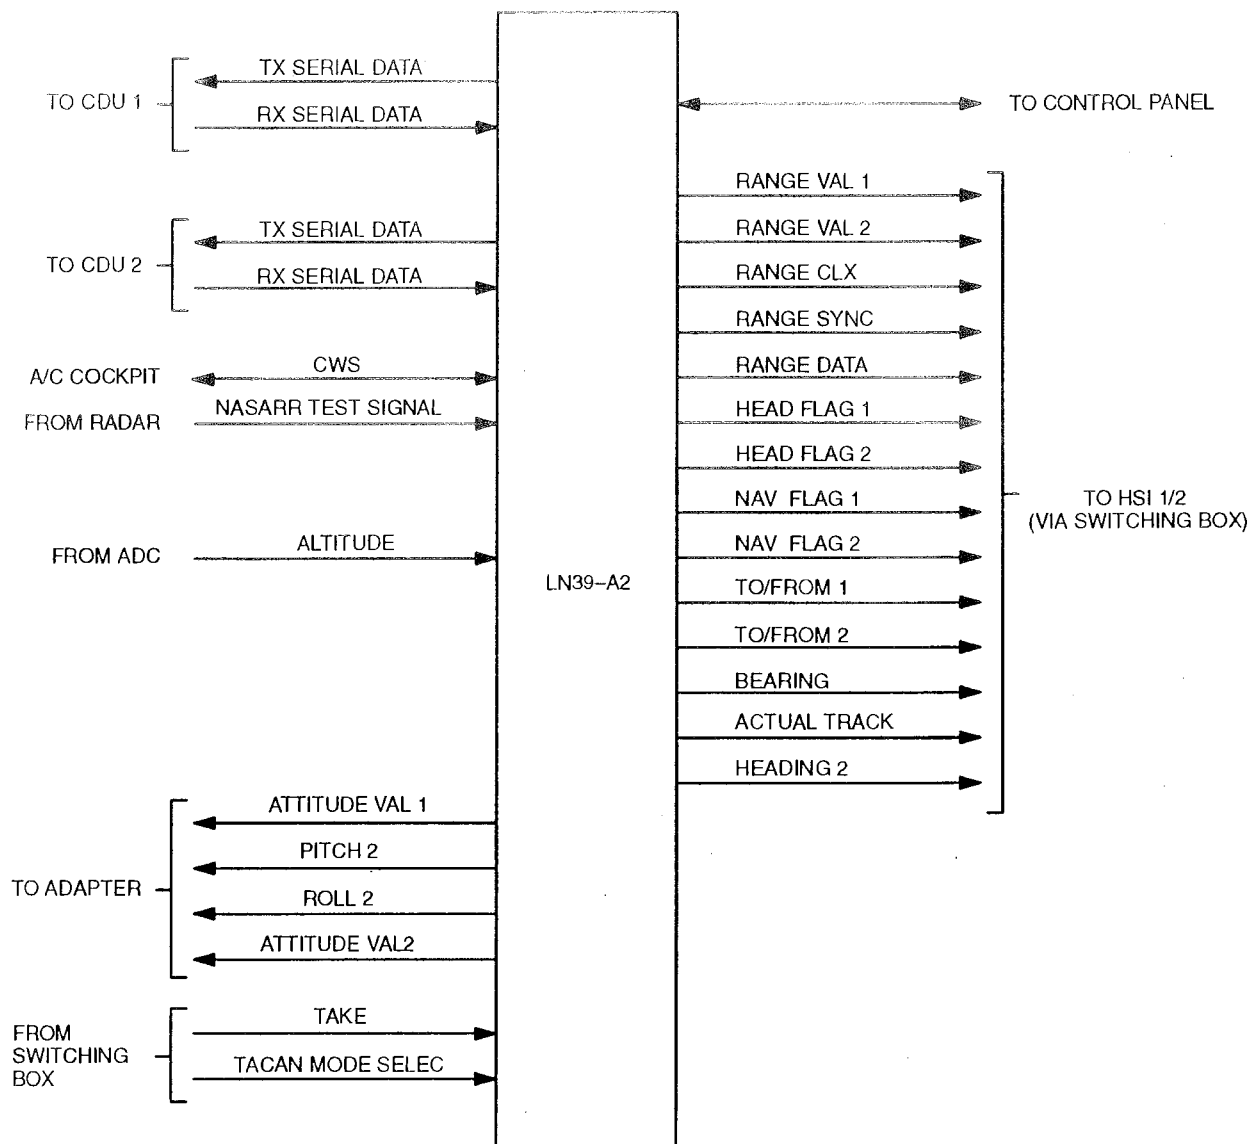 TX SERIAL DATA
TO CDU 1
RX SERIAL DATA
TX SERIAL DATA
TO CDU 2
RX SERIAL DATA
A/C COCKPIT
CWS
FROM RADAR
NASARR TEST SIGNAL
FROM ADC
ALTITUDE
ATTITUDE VAL 1
PITCH 2
TO ADAPTER
ROLL 2
ATTITUDE VAL2
TAKE
FROM
SWITCHING
BOX
TACAN MODE SELEC
LN39-A2
TO CONTROL PANEL
RANGE VAL 1
RANGE VAL 2
RANGE CLX
RANGE SYNC
RANGE DATA
HEAD FLAG 1
HEAD FLAG 2
NAV FLAG 1
NAV FLAG 2
TO/FROM 1
TO/FROM 2
BEARING
ACTUAL TRACK
HEADING 2
TO HSI 1/2
(VIA SWITCHING BOX)